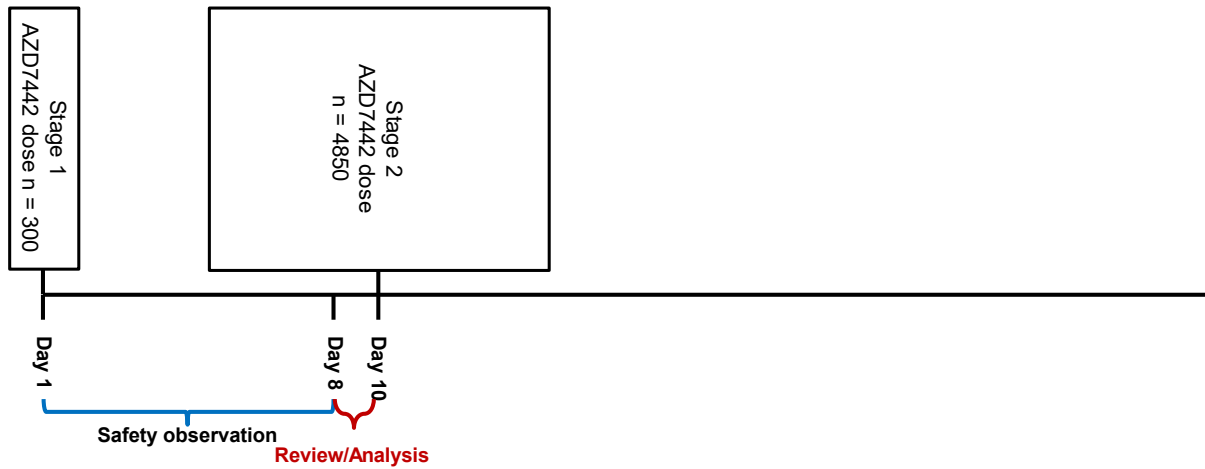 Stage 1
AZD7442 dose n = 300
Stage 2
AZD7442 dose
n = 4850
Day 1
Day 8
Day 10
Safety observation
Review/Analysis